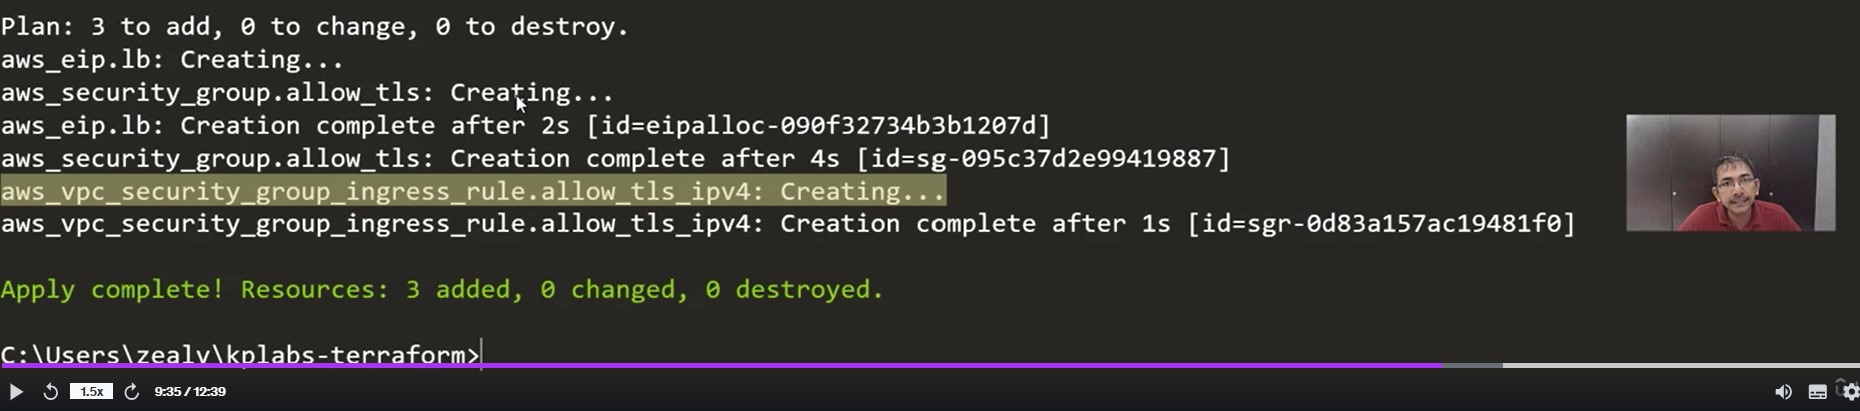 Plan: 3 to add, 0 to change, 0 to destroy.
aws_eip.lb: Creating...
aws_security_group.allow_tls: Creating...
aws_eip.lb: Creation complete after 2s [id=eipalloc-090f32734b3b1207d]
aws_security_group.allow_tls: Creation complete after 4s [id=sg-095c37d2e99419887]
aws_vpc_security_group_ingress_rule.allow_tls_ipv4: Creating...
aws_vpc_security_group_ingress_rule.allow_tls_ipv4: Creation complete after 1s [id=sgr-0d83a157ac19481f0]
Apply complete! Resources: 3 added, 0 changed, 0 destroyed.
C:\Users\zealv\kplabs-terraform>
1.5x
9:35 / 12:39